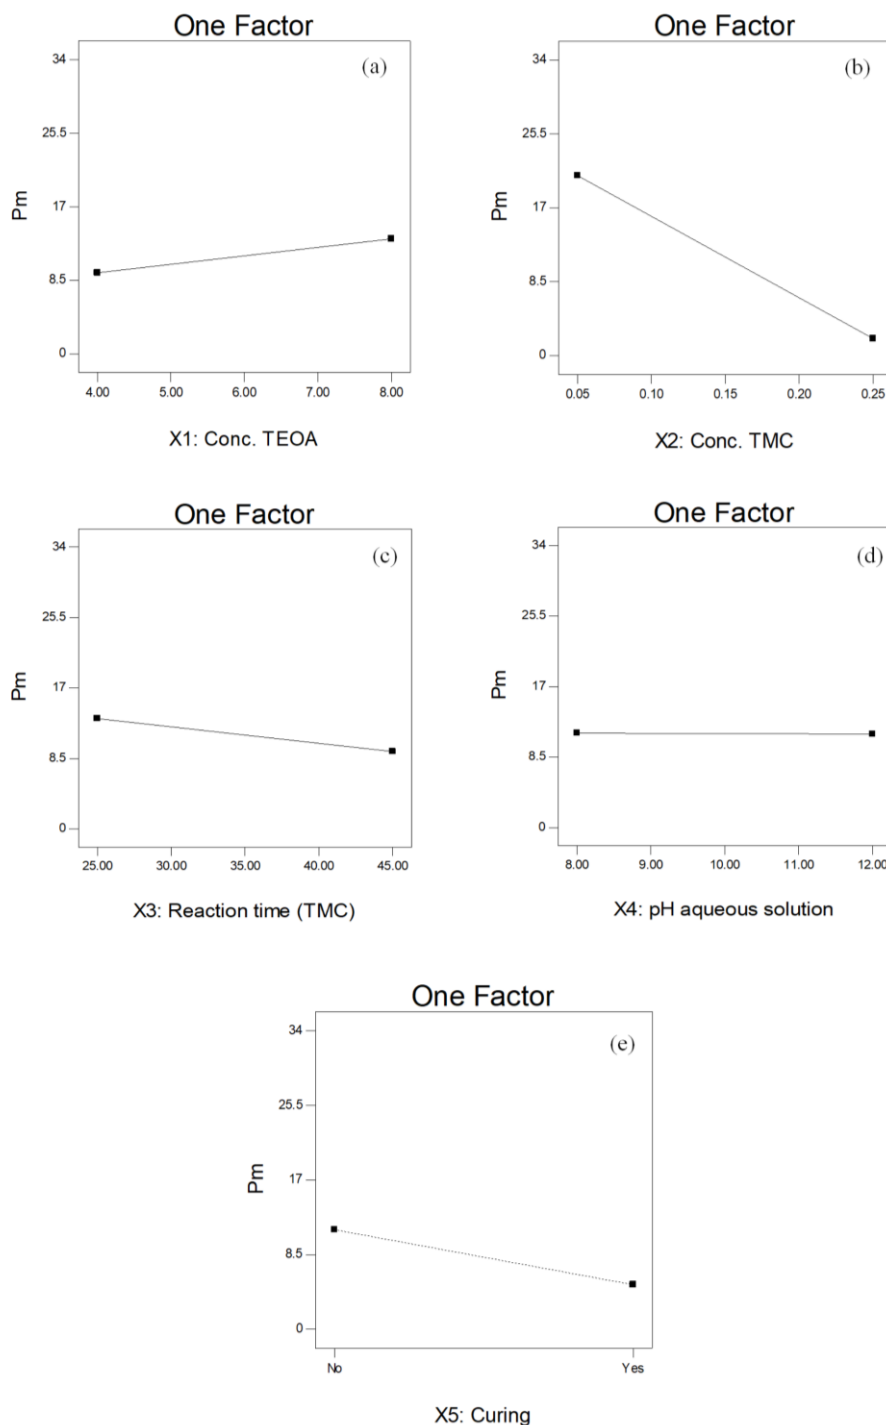 One Factor
(a)
34
25.5
17
8.5
0
Pm
4.00 5.00 6.00 7.00 8.00
X1: Conc. TEOA
One Factor
(b)
34
25.5
17
8.5
0
Pm
0.05 0.10 0.15 0.20 0.25
X2: Conc. TMC
One Factor
(c)
34
25.5
17
8.5
0
Pm
25.00 30.00 35.00 40.00 45.00
X3: Reaction time (TMC)
One Factor
(d)
34
25.5
17
8.5
0
Pm
8.00 9.00 10.00 11.00 12.00
X4: pH aqueous solution
One Factor
(e)
34
25.5
17
8.5
0
Pm
No Yes
X5: Curing